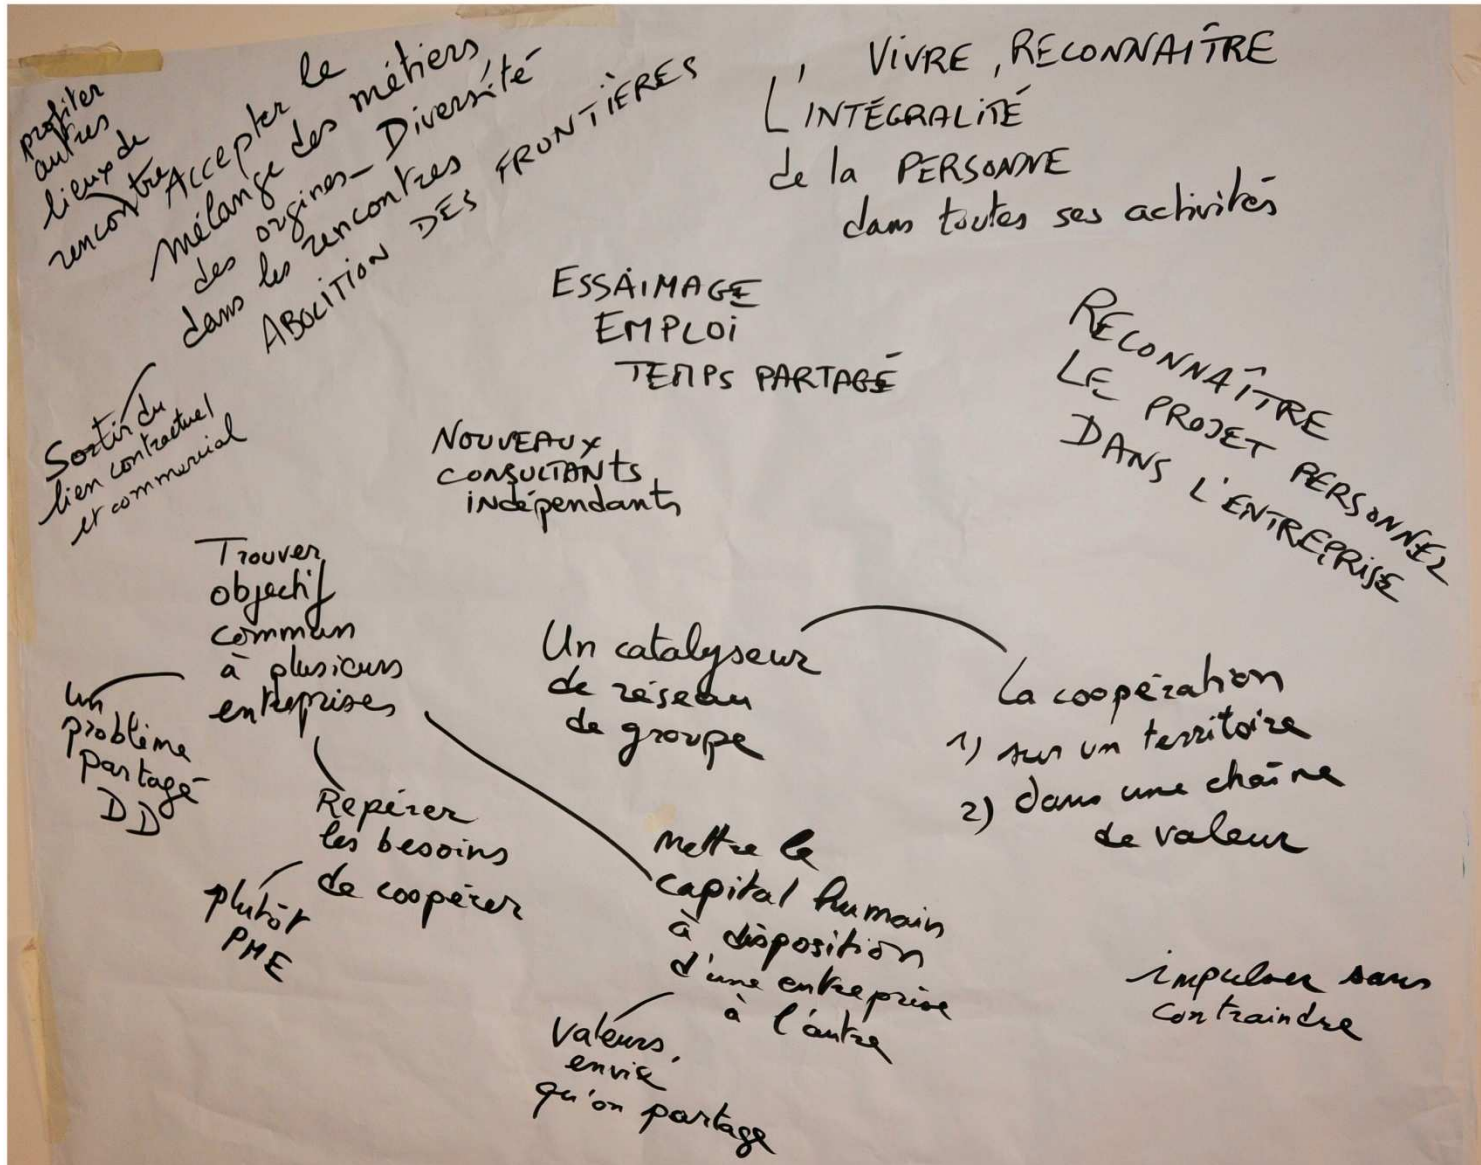 profiter
autres
lieux de
rencontre
Accepter le
mélange des métiers,
des orgines - Diversité
dans les rencontres
ABOLITION DES FRONTIÈRES
VIVRE, RECONNAITRE
L'INTÉGRALITÉ
de la PERSONNE
dans toutes ses activités
ESSAIMAGE
EMPLOI
TEMPS PARTAGÉ
RECONNAÎTRE
LE PROJET PERSONNEL
DANS L'ENTREPRISE
Sortir du
lien contractuel
et commercial
NOUVEAUX
CONSULTANTS
indépendants
Trouver
objectif
commun
à plusieurs
entreprises
un
problème
partagé
DD
Repérer
les besoins
de coopérer
plutôt
PME
Un catalyseur
de réseau
de groupe
La coopération
1) sur un territoire
2) dans une chaîne
de valeur
mettre le
capital humain
à disposition
d'une entreprise
à l'autre
Valeurs,
envie
qu'on partage
impulser sans
contraindre